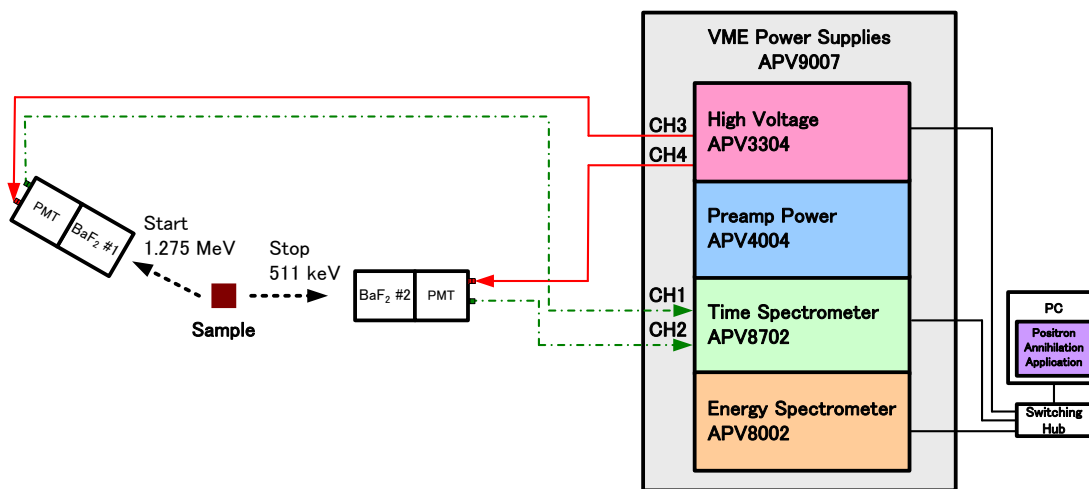 VME Power Supplies
APV9007
High Voltage
APV3304
CH3
CH4
Preamp Power
APV4004
Time Spectrometer
APV8702
CH1
CH2
Energy Spectrometer
APV8002
PMT
BaF₂ #1
Start
1.275 MeV
Stop
511 keV
Sample
BaF₂ #2
PMT
PC
Positron
Annihilation
Application
Switching
Hub